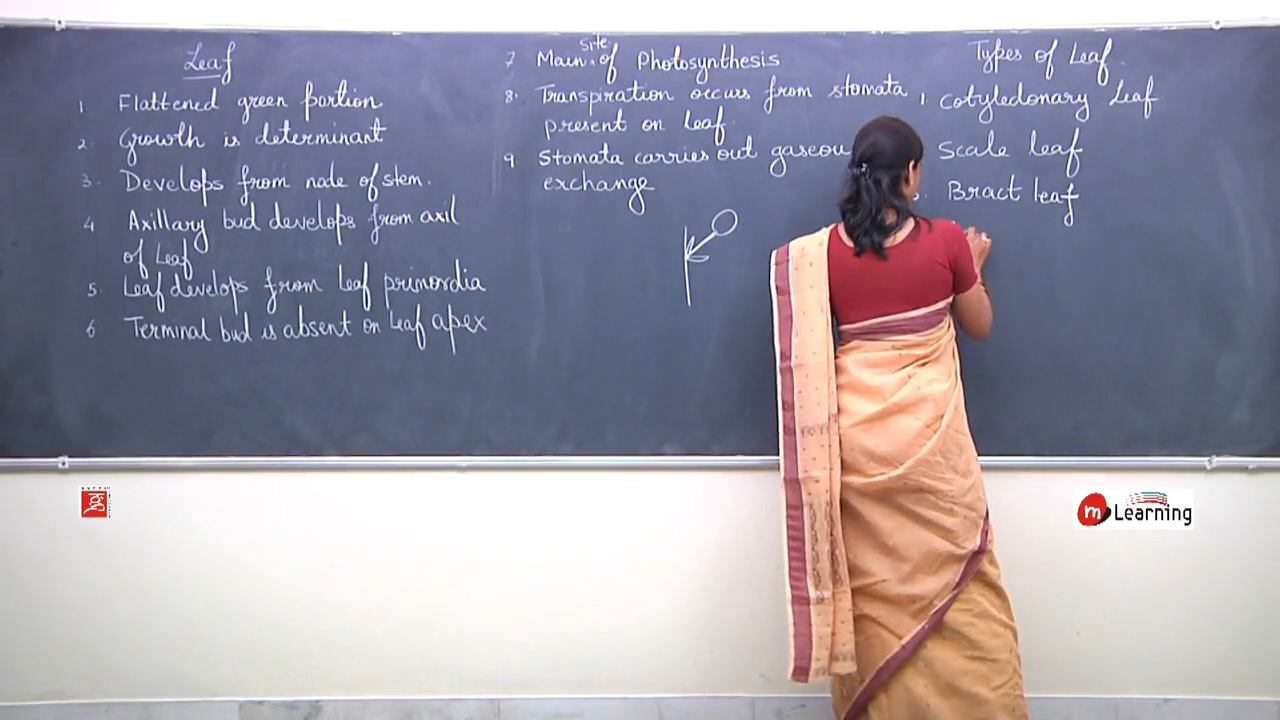 Leaf
1. Flattened green portion
2. Growth is determinant
3. Develops from node of stem.
4 Axillary bud develops from axil
of Leaf
5. Leaf develops from Leaf primordia
6 Terminal bud is absent on Leaf apex
7 Main site of Photosynthesis
8. Transpiration occurs from stomata
present on Leaf.
9 Stomata carries out gaseou
exchange
Types of Leaf.
1. Cotyledonary Leaf
Scale leaf
Bract leaf
m Learning